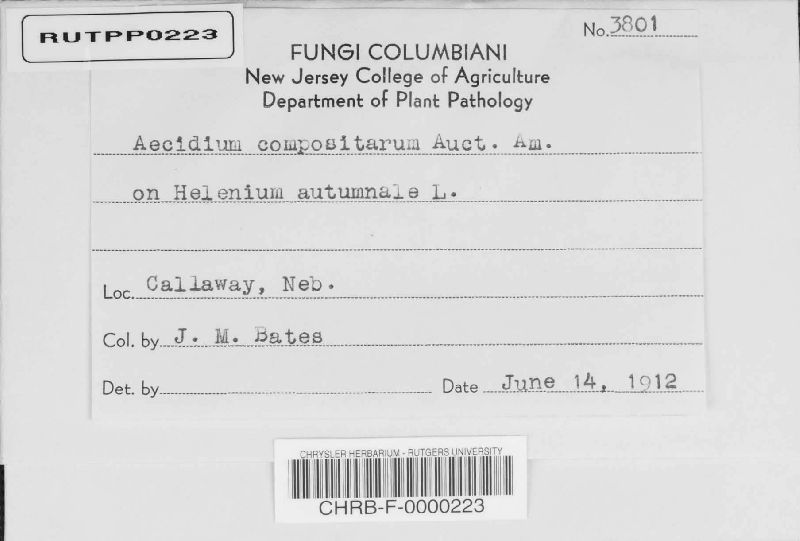 RUTPP0223
No. 3801
FUNGI COLUMBIANI
New Jersey College of Agriculture
Department of Plant Pathology
Aecidium compositarum Auct. Am.
on Helenium autumnale L.
Loc. Callaway, Neb.
Col. by J. M. Bates
Det. by Date June 14, 1912
CHRYSLER HERBARIUM - RUTGERS UNIVERSITY
CHRB-F-0000223